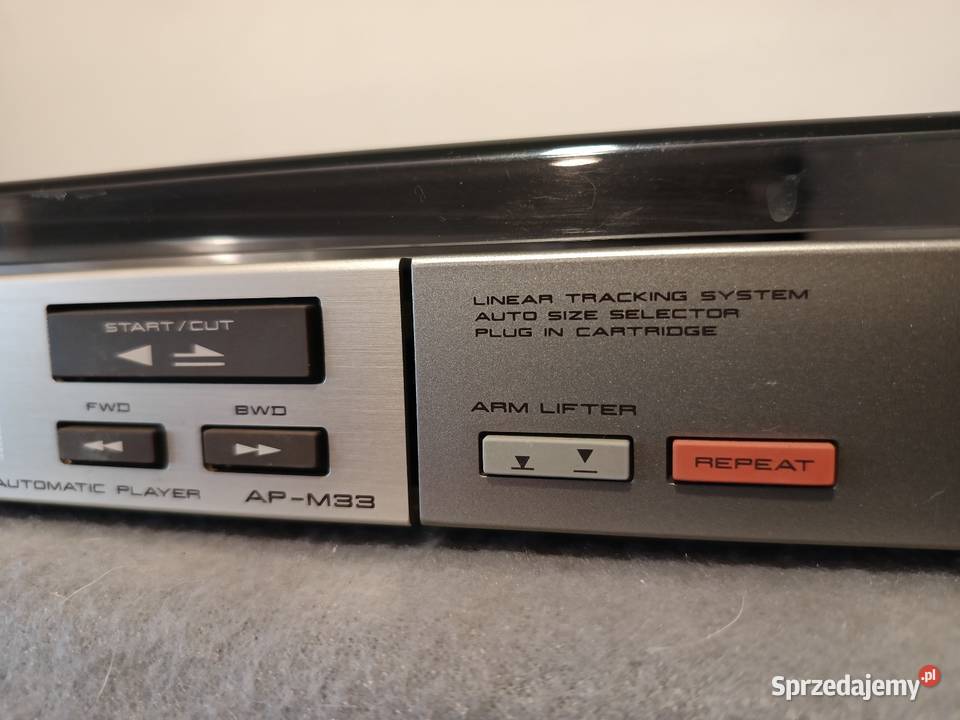 START/CUT
FWD BWD
AUTOMATIC PLAYER AP-M33
LINEAR TRACKING SYSTEM
AUTO SIZE SELECTOR
PLUG IN CARTRIDGE
ARM LIFTER
REPEAT
Sprzedajemy.pl